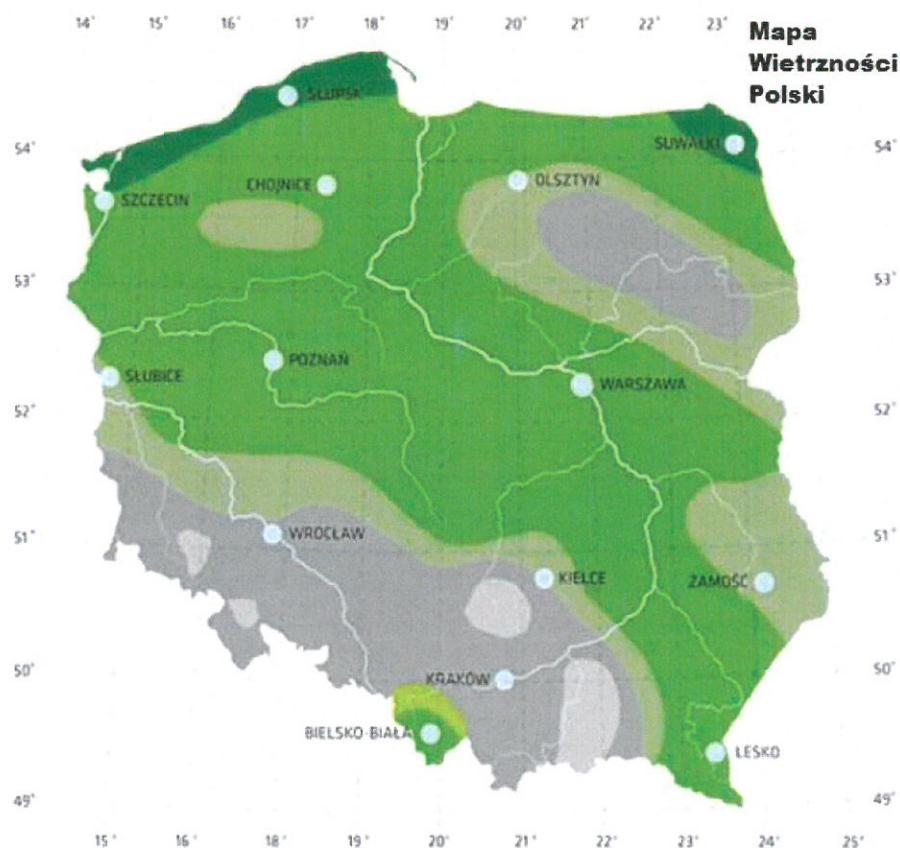 14° 16° 17° 18° 19° 20° 21° 22° 23°
Mapa
Wietrzności
Polski
SŁUPSK
54°
SUWAŁKI
54°
CHOJNICE
OLSZTYN
SZCZECIN
53°
53°
POZNAŃ
SŁUBICE
WARSZAWA
52°
52°
51°
WROCŁAW
51°
KIELCE
ZAMOŚĆ
50°
KRAKÓW
50°
BIELSKO-BIAŁA
LESKO
49°
49°
15° 16° 18° 19° 20° 21° 22° 23° 24° 25°